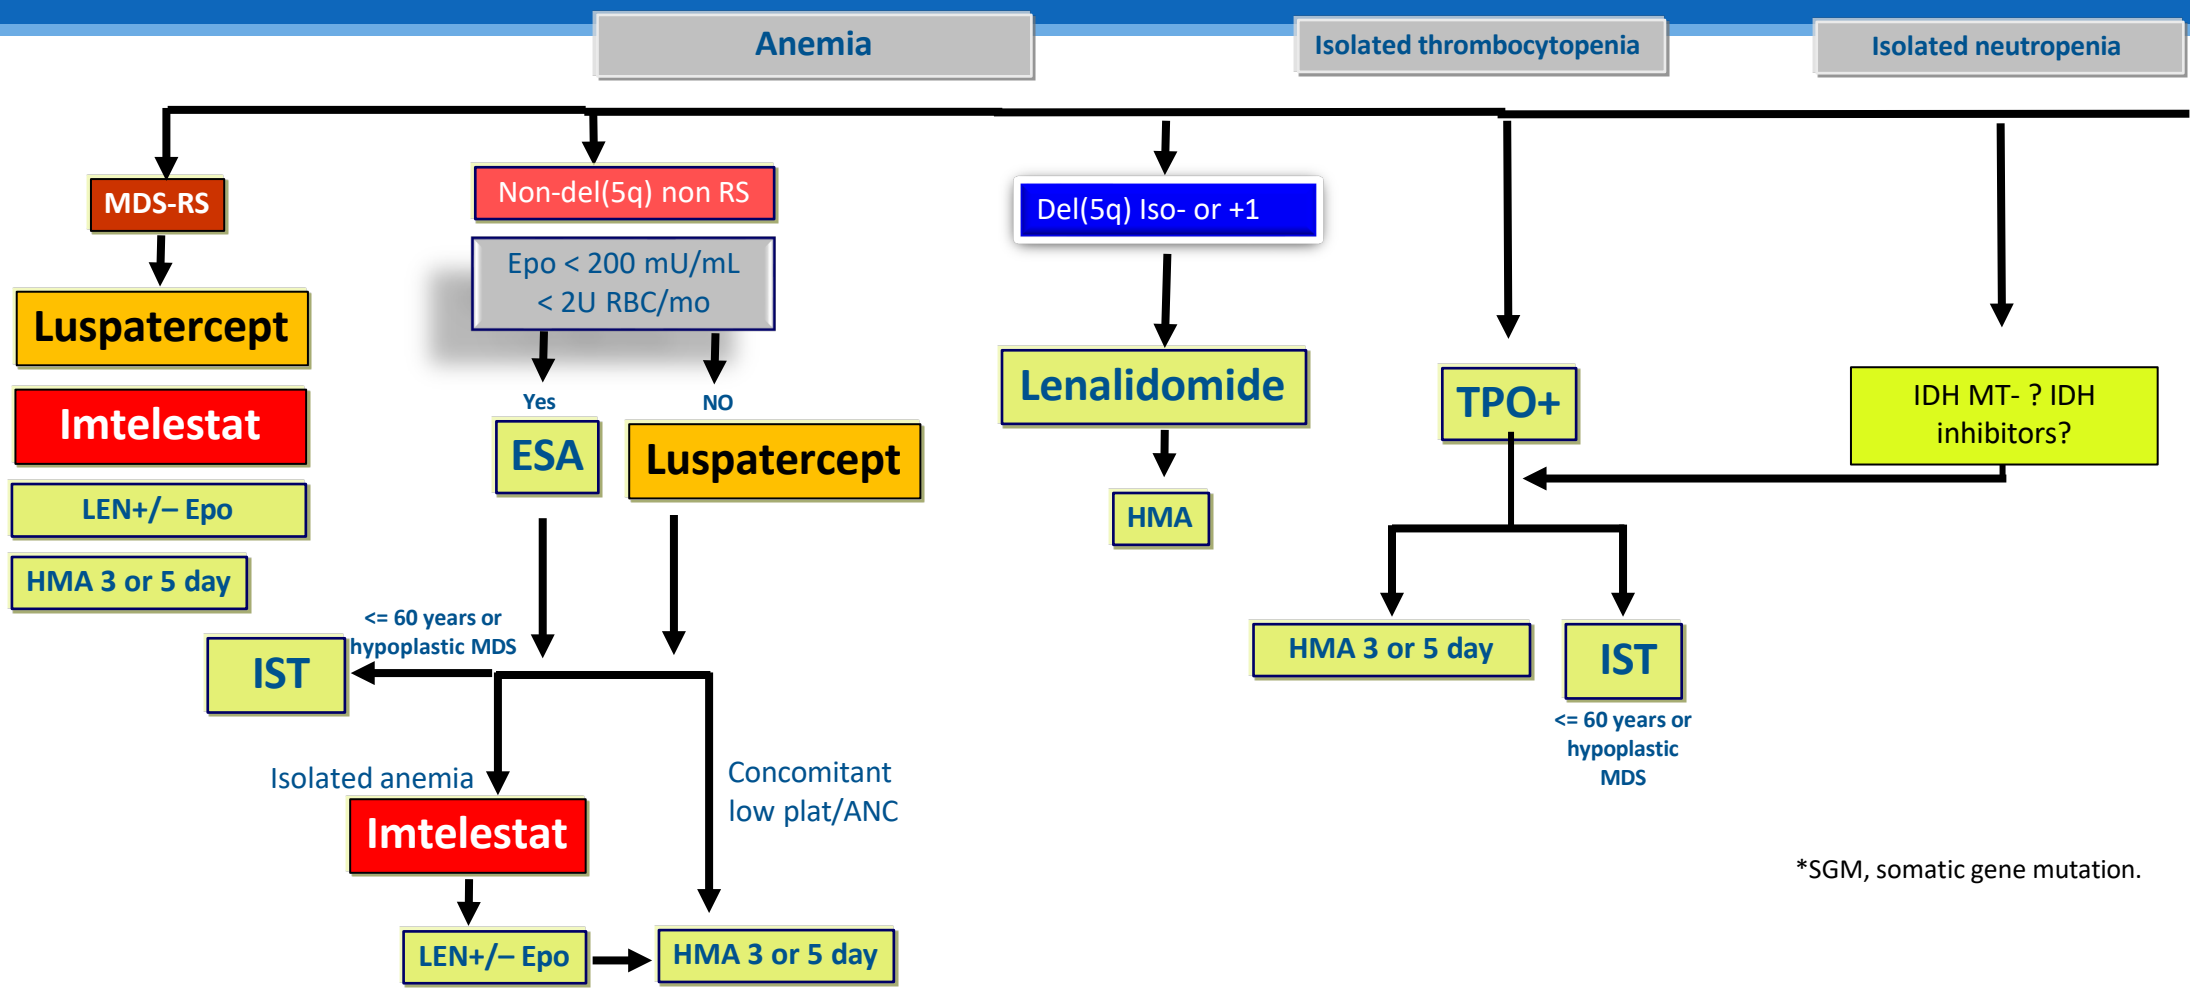 Anemia
Isolated thrombocytopenia
Isolated neutropenia
MDS-RS
Non-del(5q) non RS
Del(5q) Iso- or +1
Epo < 200 mU/mL
< 2U RBC/mo
Luspatercept
Imtelestat
LEN+/– Epo
HMA 3 or 5 day
Yes
NO
ESA
Luspatercept
Lenalidomide
HMA
TPO+
IDH MT- ? IDH
inhibitors?
<= 60 years or
hypoplastic MDS
IST
Isolated anemia
Concomitant
low plat/ANC
Imtelestat
LEN+/– Epo
HMA 3 or 5 day
HMA 3 or 5 day
IST
<= 60 years or
hypoplastic
MDS
*SGM, somatic gene mutation.